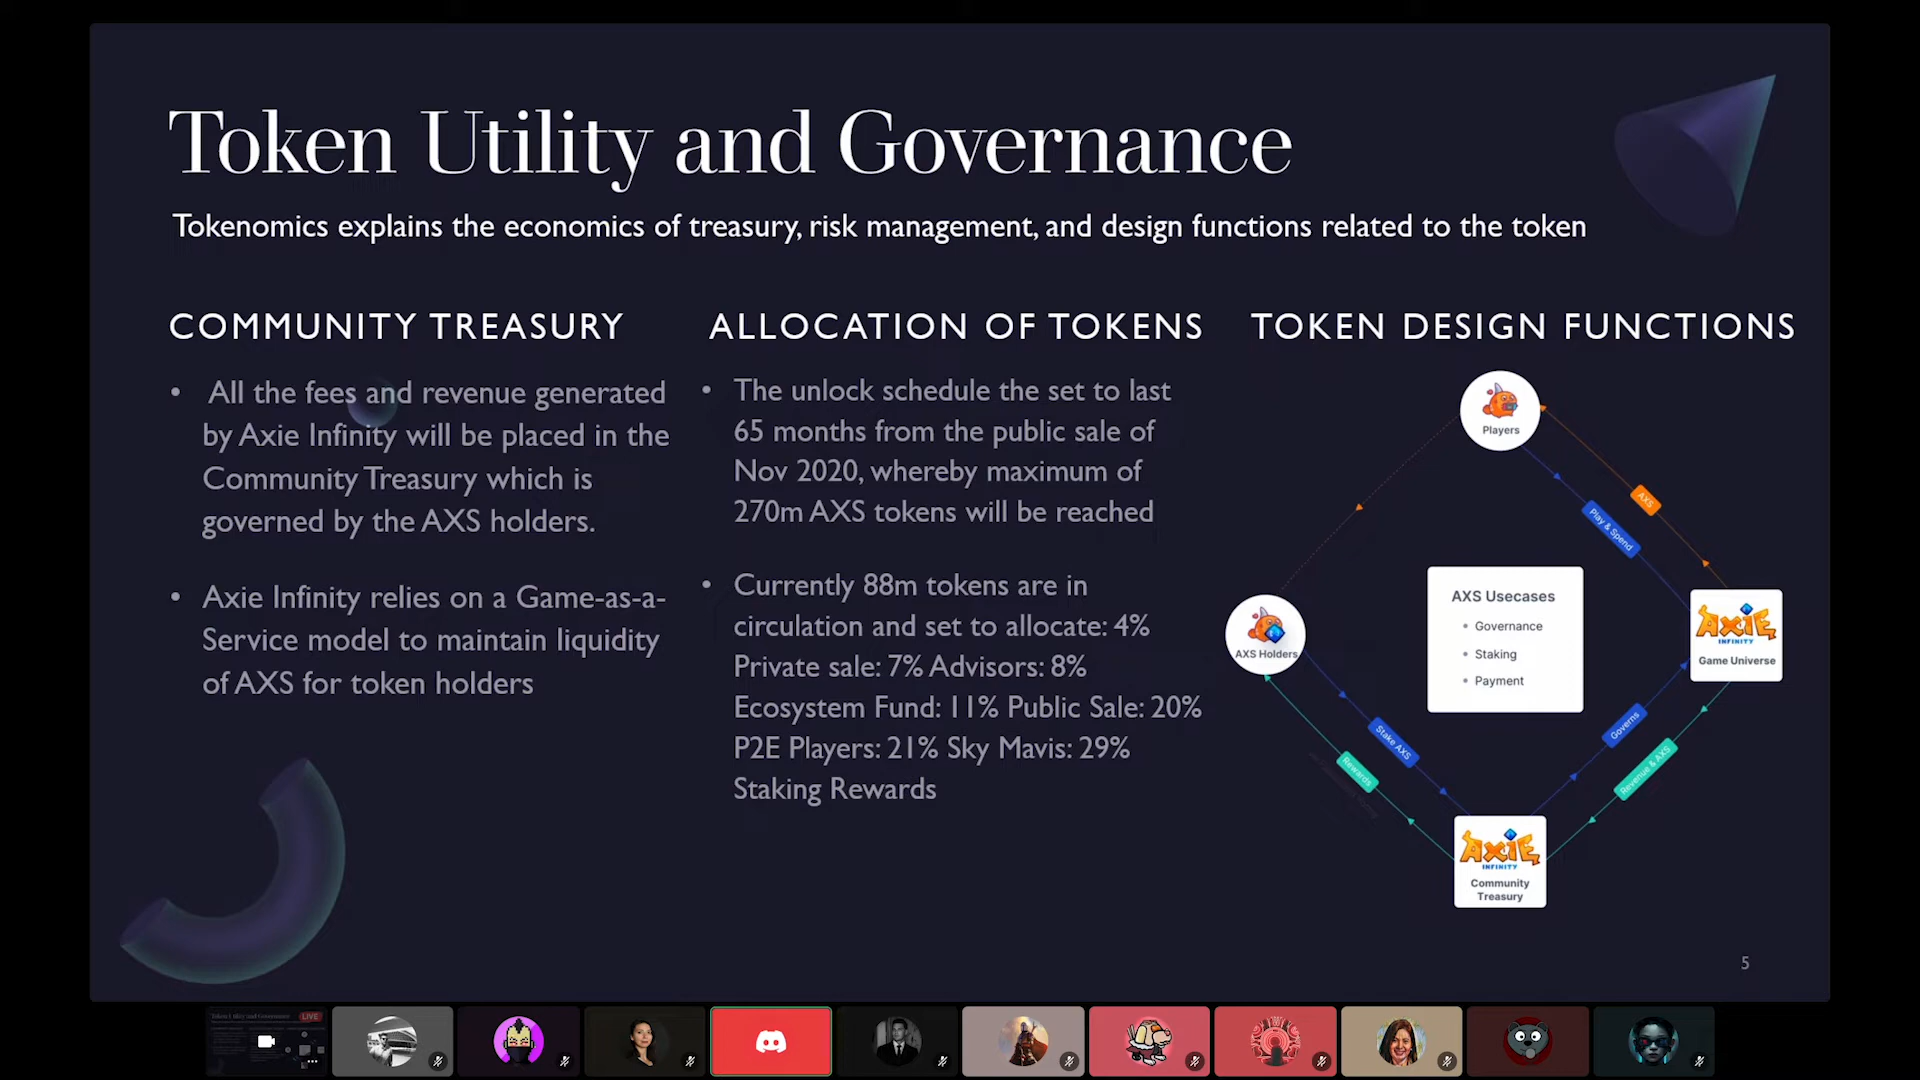 Token Utility and Governance
Tokenomics explains the economics of treasury, risk management, and design functions related to the token
COMMUNITY TREASURY
• All the fees and revenue generated
by Axie Infinity will be placed in the
Community Treasury which is
governed by the AXS holders.
• Axie Infinity relies on a Game-as-a-
Service model to maintain liquidity
of AXS for token holders
ALLOCATION OF TOKENS
• The unlock schedule the set to last
65 months from the public sale of
Nov 2020, whereby maximum of
270m AXS tokens will be reached
• Currently 88m tokens are in
circulation and set to allocate: 4%
Private sale: 7% Advisors: 8%
Ecosystem Fund: 11% Public Sale: 20%
P2E Players: 21% Sky Mavis: 29%
Staking Rewards
TOKEN DESIGN FUNCTIONS
Players
AXS
Play & Spend
AXS Holders
AXS Usecases
• Governance
• Staking
• Payment
AXIE
INFINITY
Game Universe
Stake AXS
Rewards
Governs
Revenue & AXS
AXIE
INFINITY
Community
Treasury
5
Token Utility and Governance
LIVE